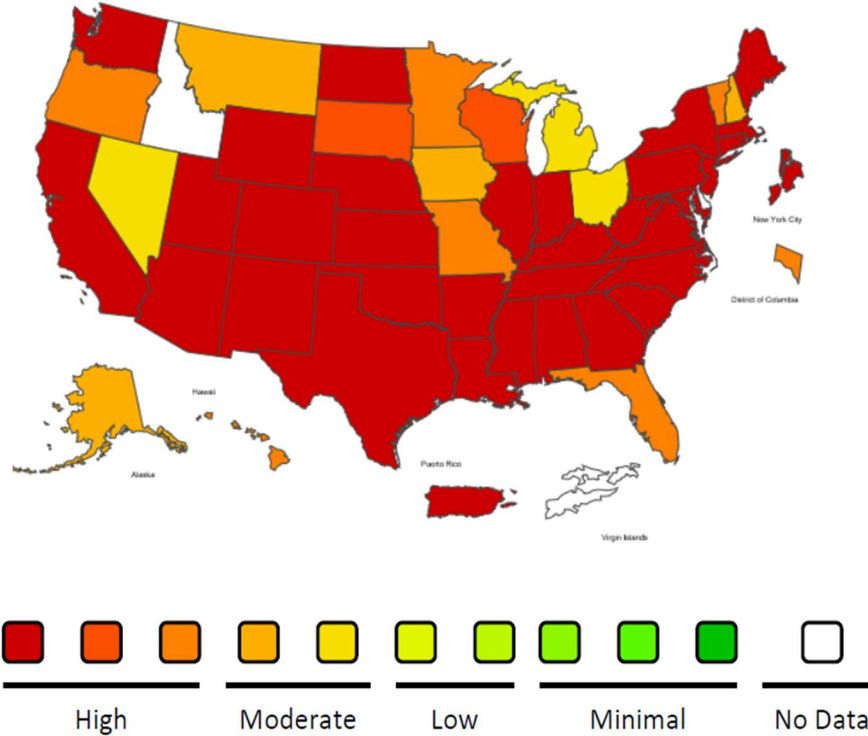 New York City
District of Columbia
Hawaii
Alaska
Puerto Rico
Virgin Islands
High Moderate Low Minimal No Data